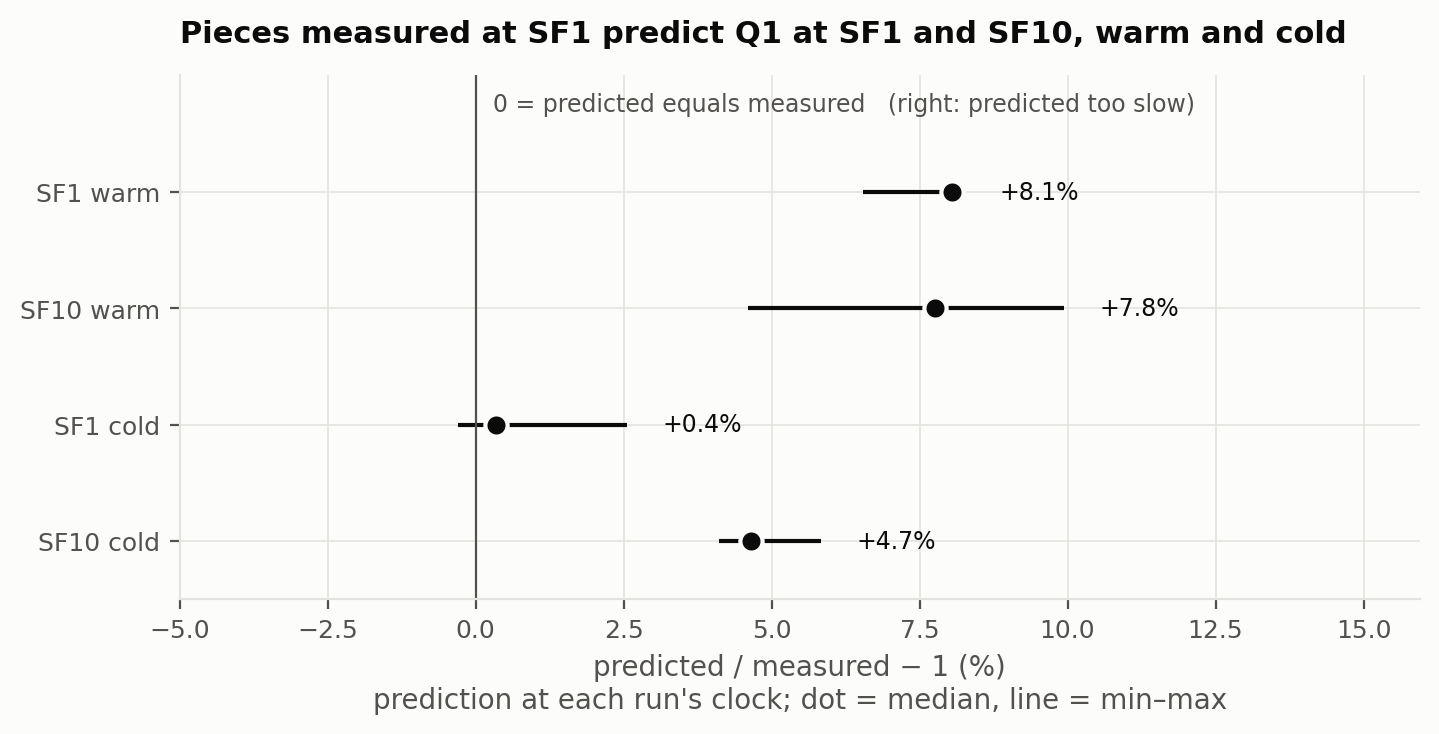 Pieces measured at SF1 predict Q1 at SF1 and SF10, warm and cold
0 = predicted equals measured (right: predicted too slow)
SF1 warm
+8.1%
SF10 warm
+7.8%
SF1 cold
+0.4%
SF10 cold
+4.7%
−5.0
−2.5
0.0
2.5
5.0
7.5
10.0
12.5
15.0
predicted / measured − 1 (%)
prediction at each run's clock; dot = median, line = min–max